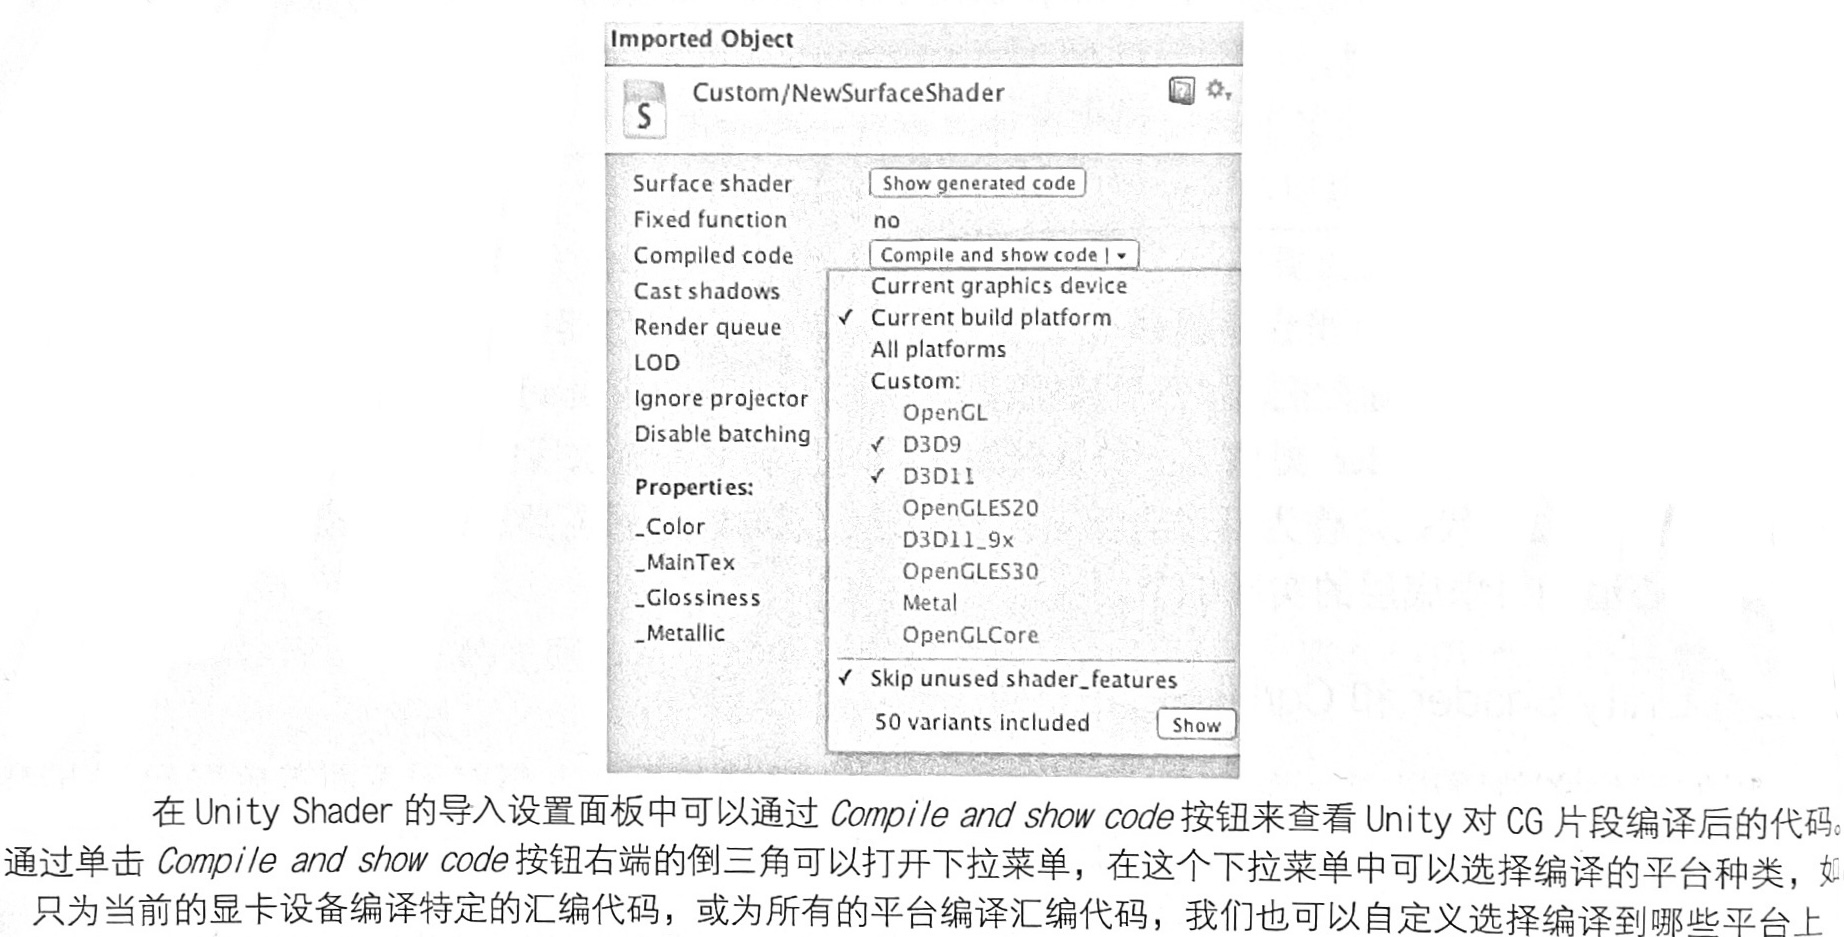 Imported Object
Custom/NewSurfaceShader
S
Surface shader Show generated code
Fixed function no
Compiled code Compile and show code
Cast shadows
Render queue
LOD
Ignore projector
Disable batching
Properties:
_Color
_MainTex
_Glossiness
_Metallic
Current graphics device
✓ Current build platform
All platforms
Custom:
OpenGL
✓ D3D9
✓ D3D11
OpenGLES20
D3D11_9x
OpenGLES30
Metal
OpenGLCore
✓ Skip unused shader_features
50 variants included Show
在 Unity Shader 的导入设置面板中可以通过 Compile and show code 按钮来查看 Unity 对 CG 片段编译后的代码。
通过单击 Compile and show code 按钮右端的倒三角可以打开下拉菜单，在这个下拉菜单中可以选择编译的平台种类，如
只为当前的显卡设备编译特定的汇编代码，或为所有的平台编译汇编代码，我们也可以自定义选择编译到哪些平台上